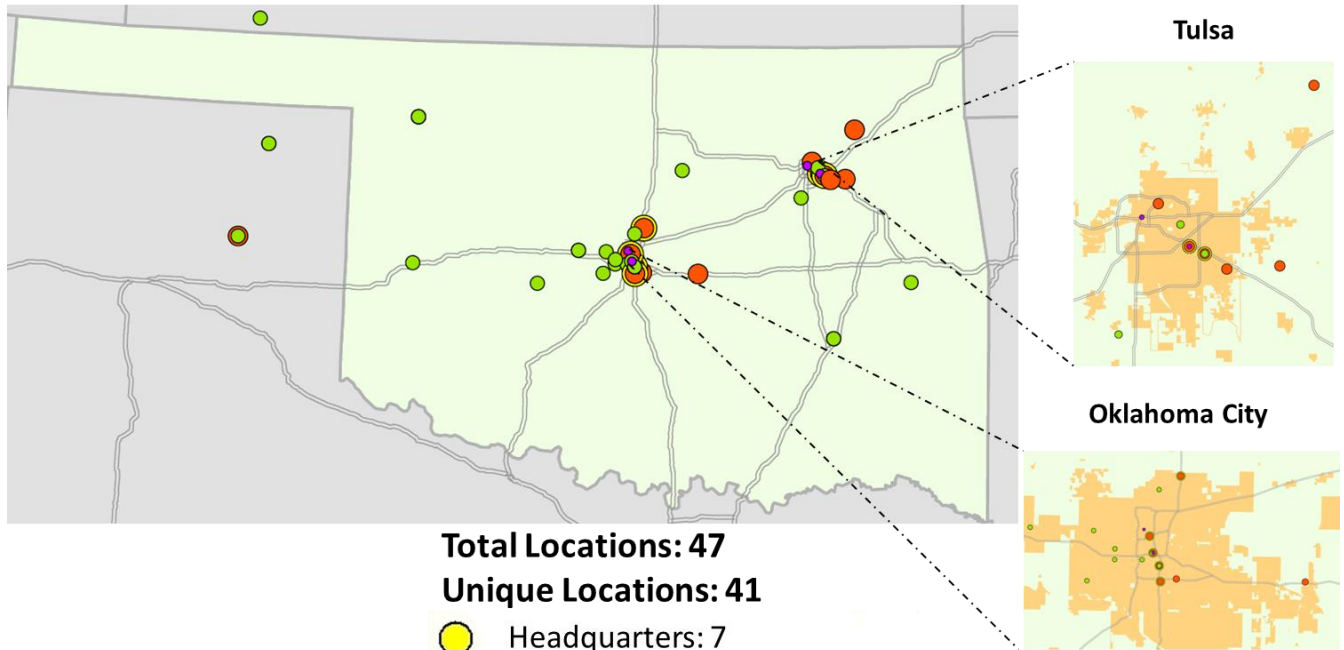 Tulsa
Oklahoma City
Total Locations: 47
Unique Locations: 41
Headquarters: 7